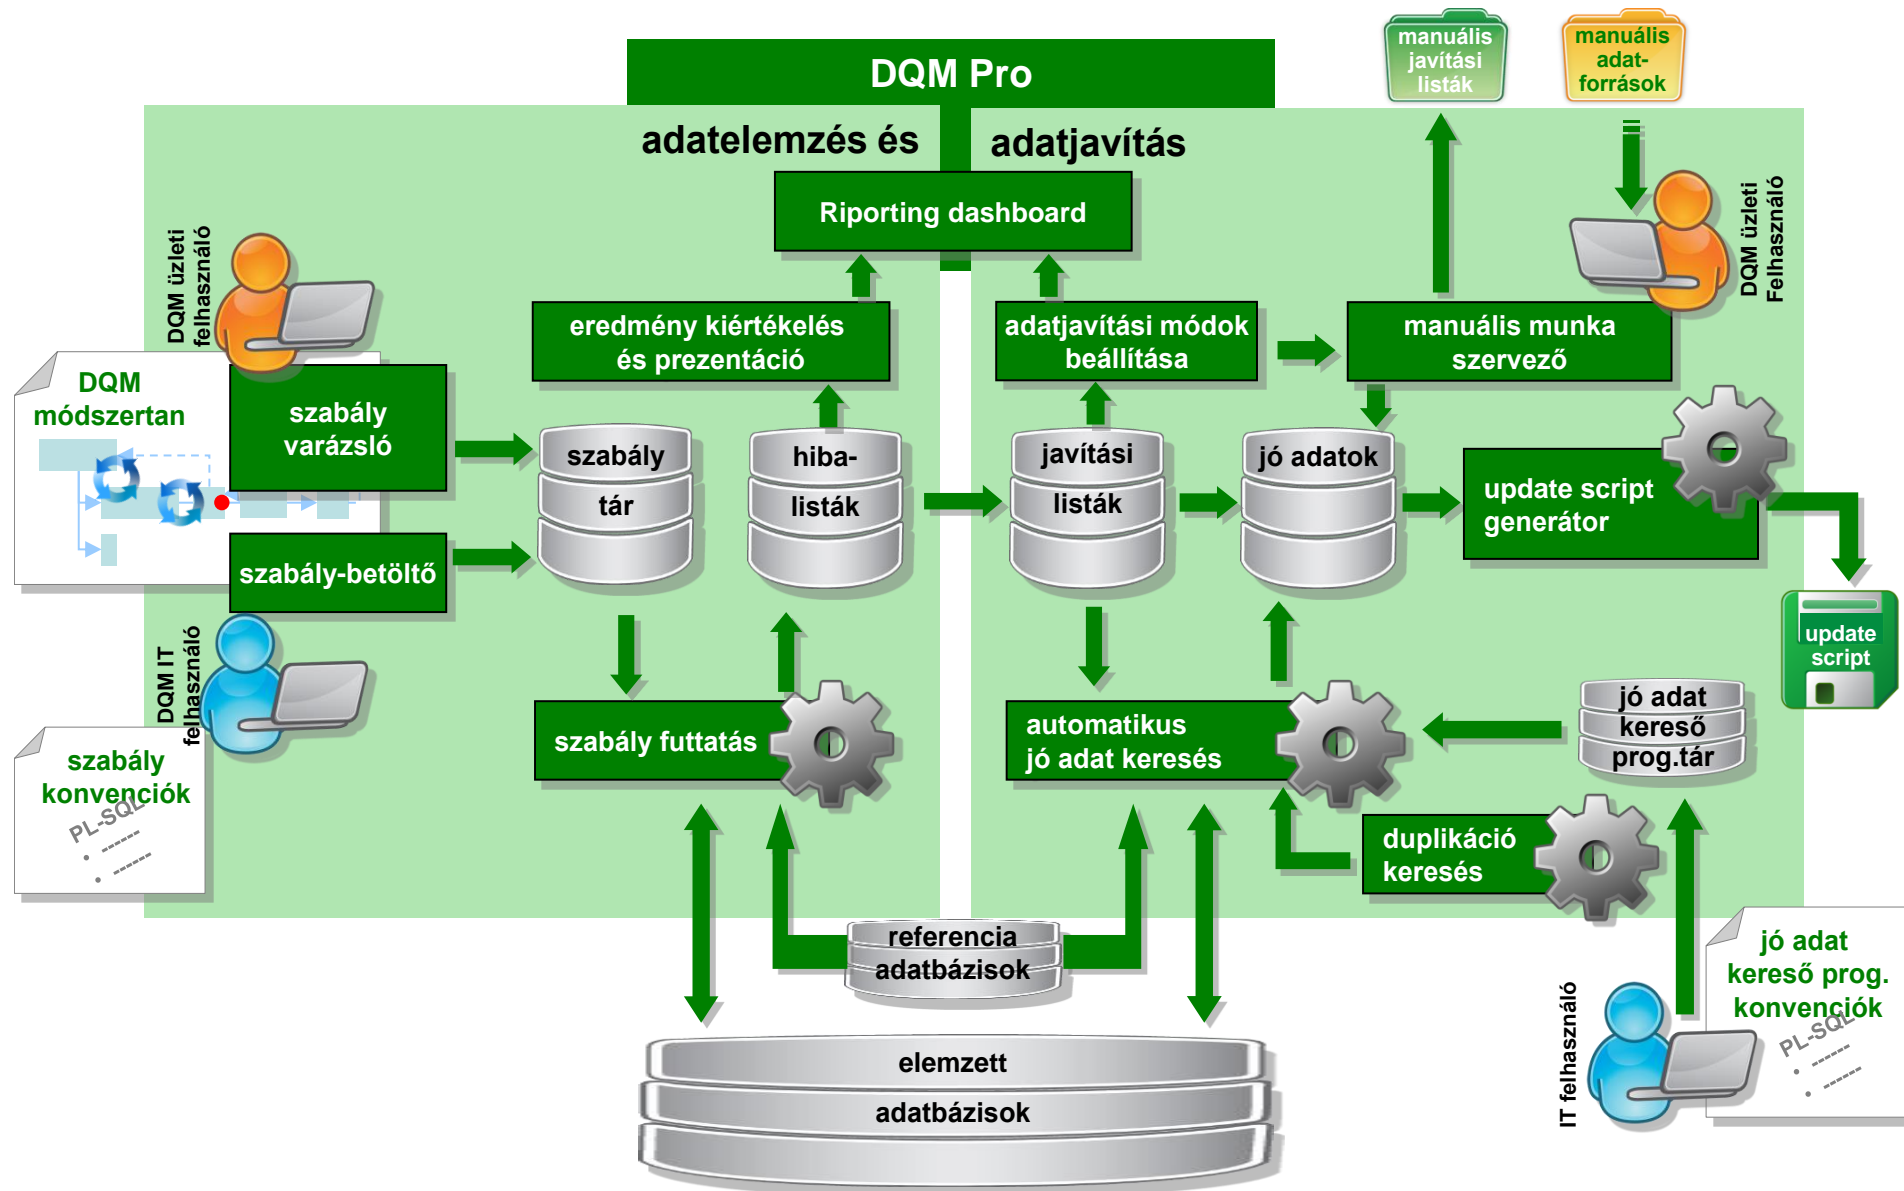 DQM Pro
adatelemzés és
adatjavítás
manuális
javítási
listák
manuális
adat-
források
Riporting dashboard
DQM üzleti
felhasználó
DQM üzleti
Felhasználó
eredmény kiértékelés
és prezentáció
adatjavítási módok
beállítása
manuális munka
szervező
DQM
módszertan
szabály
varázsló
szabály
tár
hiba-
listák
javítási
listák
jó adatok
update script
generátor
szabály-betöltő
update
script
DQM IT
felhasználó
szabály futtatás
automatikus
jó adat keresés
jó adat
kereső
prog.tár
szabály
konvenciók
PL-SQL
• ------
• ------
duplikáció
keresés
referencia
adatbázisok
jó adat
kereső prog.
konvenciók
PL-SQL
• ------
• ------
IT felhasználó
elemzett
adatbázisok